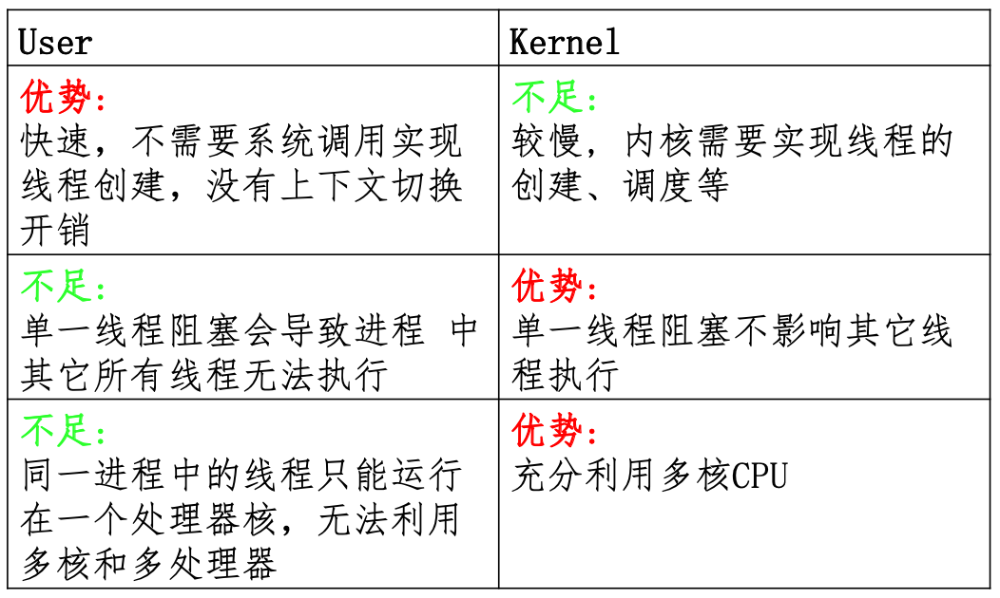 User
Kernel
优势：
快速，不需要系统调用实现
线程创建，没有上下文切换
开销
不足：
较慢，内核需要实现线程的
创建、调度等
不足：
单一线程阻塞会导致进程 中
其它所有线程无法执行
优势：
单一线程阻塞不影响其它线
程执行
不足：
同一进程中的线程只能运行
在一个处理器核，无法利用
多核和多处理器
优势：
充分利用多核CPU